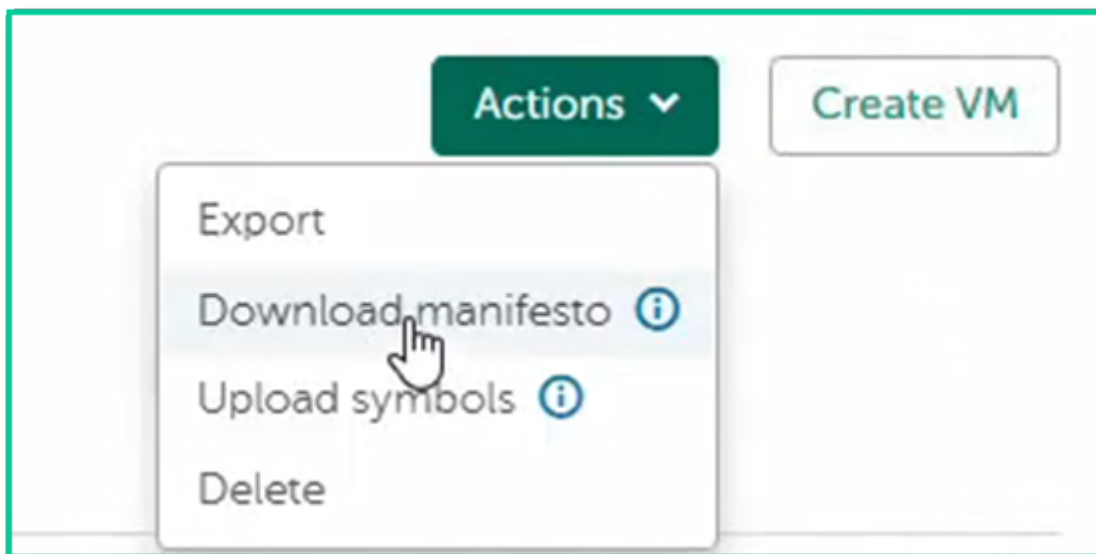 Actions
Create VM
Export
Download manifesto
Upload symbols
Delete